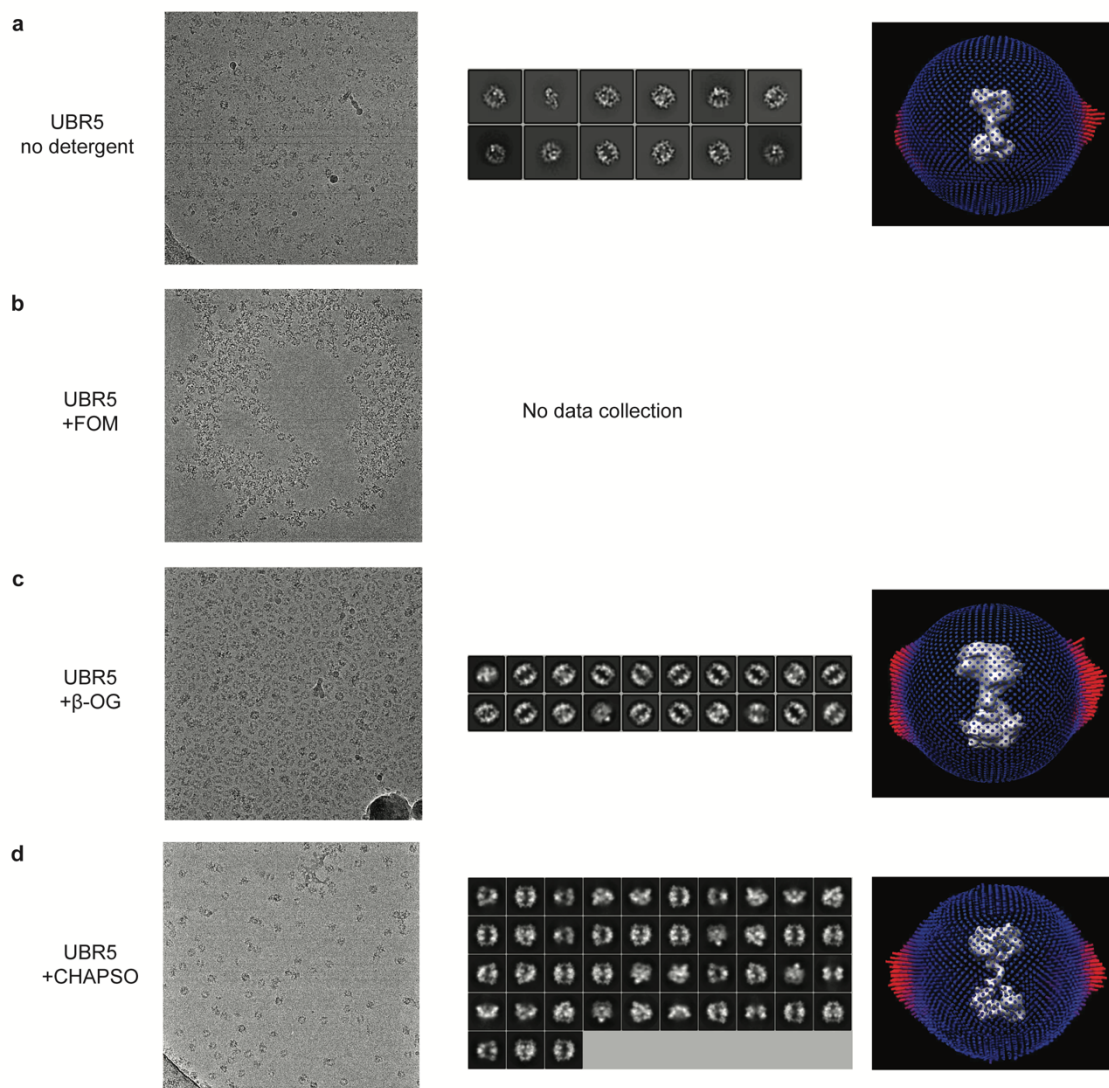 a
UBR5
no detergent
b
UBR5
+FOM
No data collection
c
UBR5
+β-OG
d
UBR5
+CHAPSO